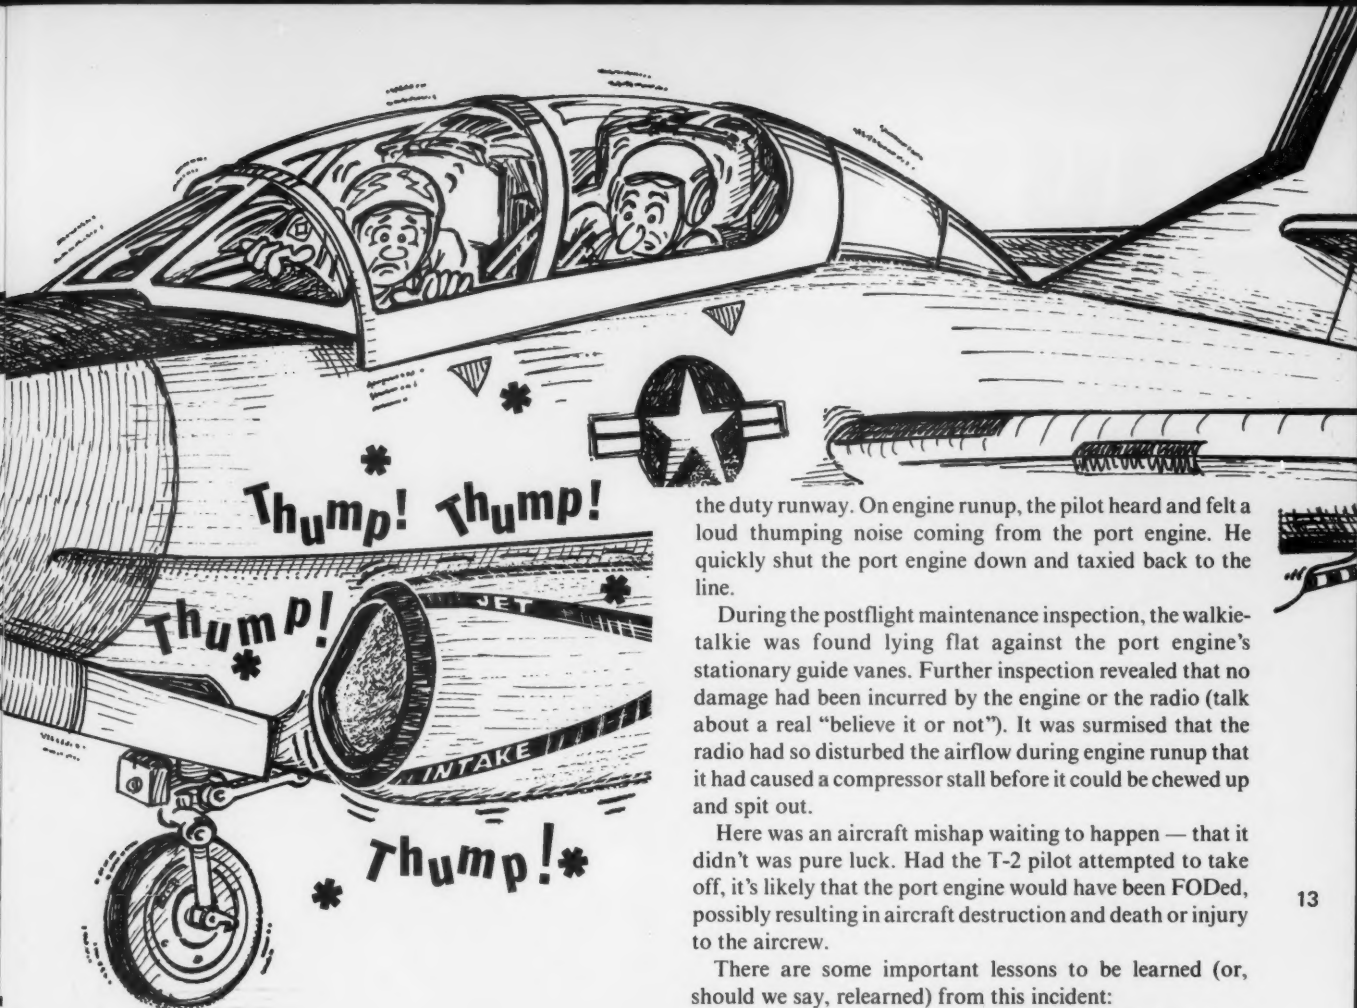 Thump! Thump!
Thump!
JET
INTAKE
Thump!
the duty runway. On engine runup, the pilot heard and felt a
loud thumping noise coming from the port engine. He
quickly shut the port engine down and taxied back to the
line.
During the postflight maintenance inspection, the walkie-
talkie was found lying flat against the port engine's
stationary guide vanes. Further inspection revealed that no
damage had been incurred by the engine or the radio (talk
about a real “believe it or not”). It was surmised that the
radio had so disturbed the airflow during engine runup that
it had caused a compressor stall before it could be chewed up
and spit out.
Here was an aircraft mishap waiting to happen — that it
didn't was pure luck. Had the T-2 pilot attempted to take
off, it's likely that the port engine would have been FODed,
possibly resulting in aircraft destruction and death or injury
to the aircrew.
There are some important lessons to be learned (or,
should we say, relearned) from this incident:
13